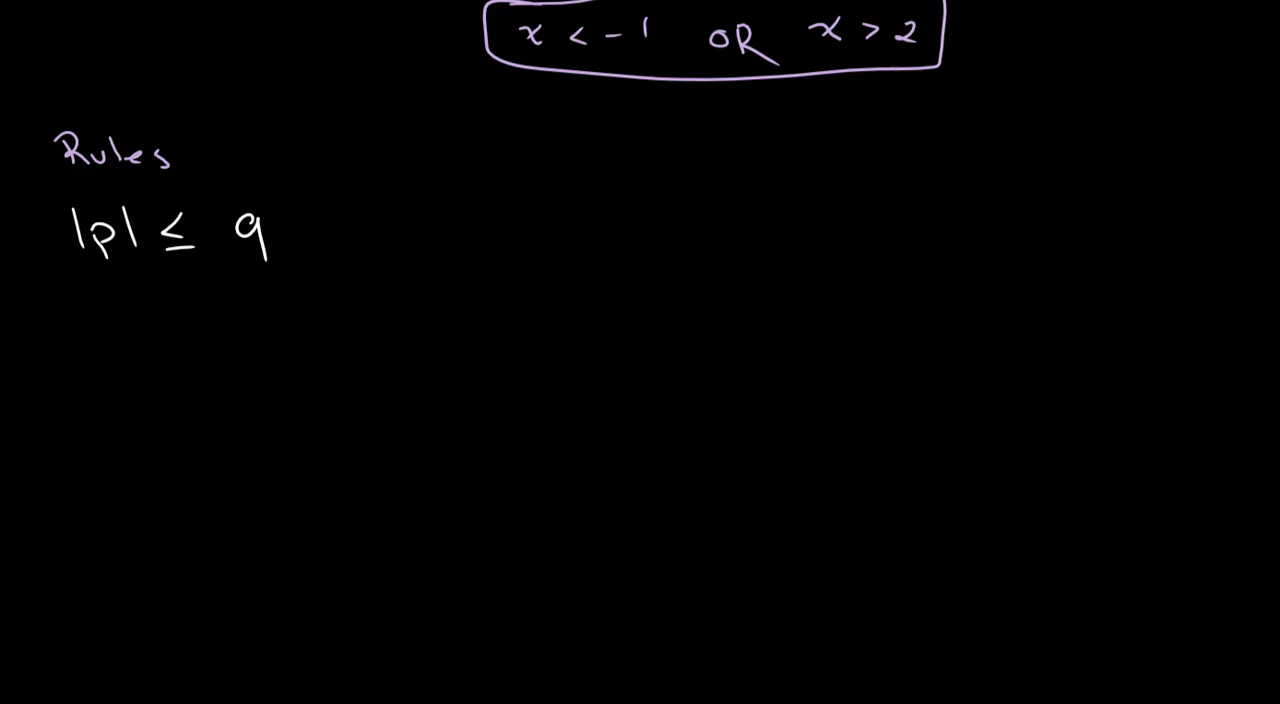 x < -1 OR x > 2
Rules
|p| ≤ q